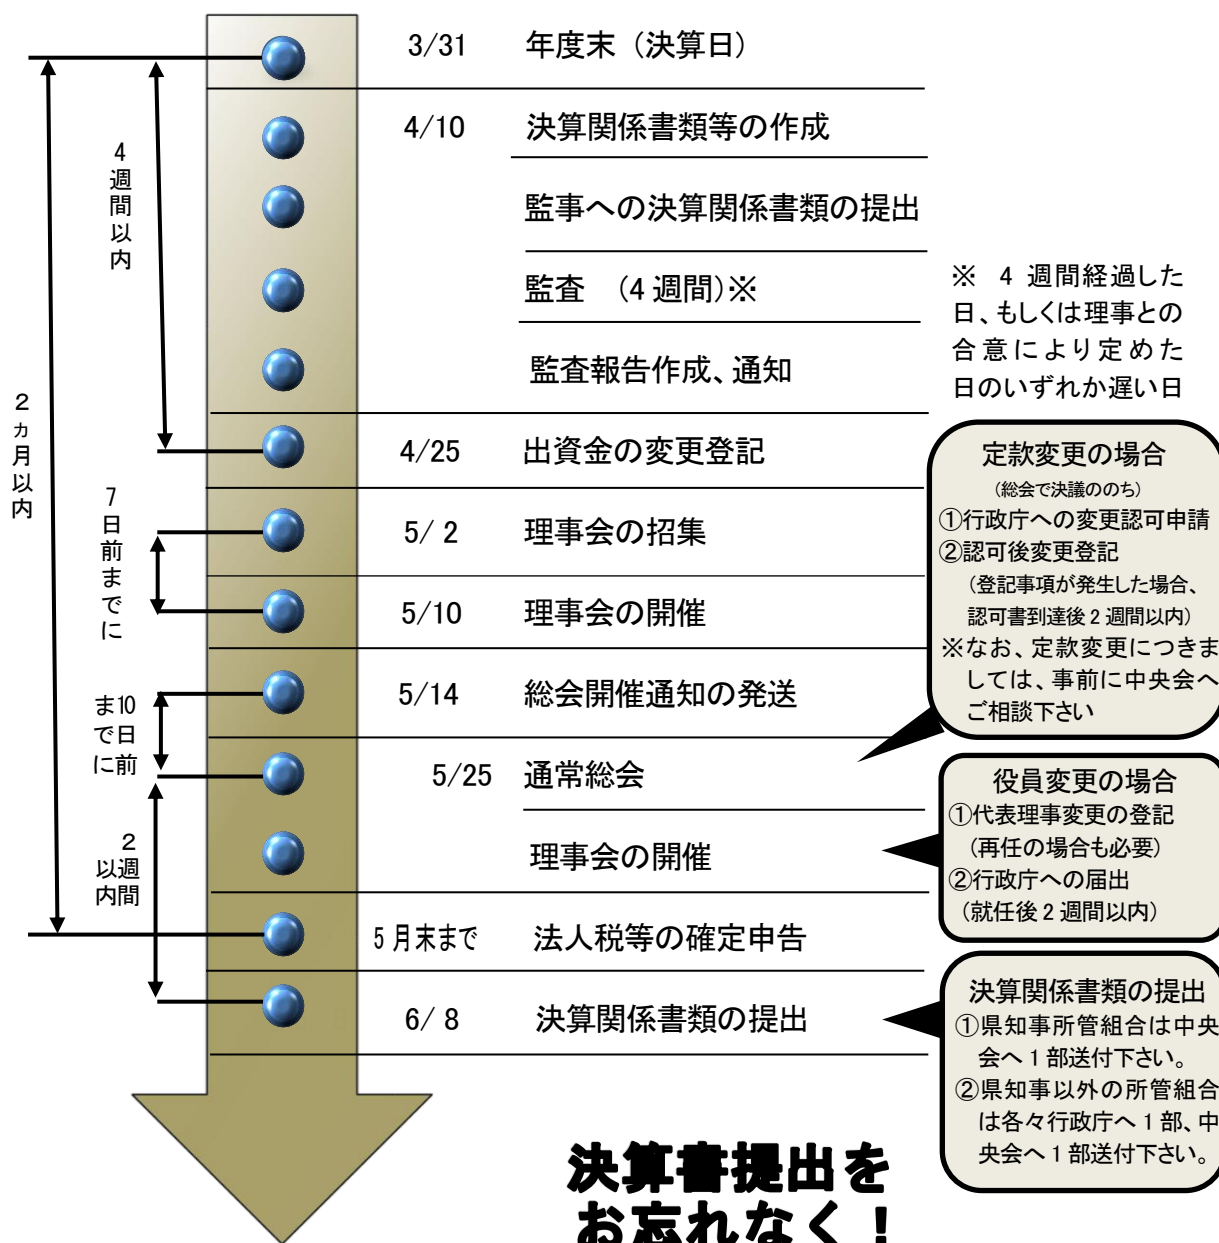 3/31 年度末（決算日）
4/10 決算関係書類等の作成
監事への決算関係書類の提出
監査 （4 週間）※
監査報告作成、通知
4/25 出資金の変更登記
5/ 2 理事会の招集
5/10 理事会の開催
5/14 総会開催通知の発送
5/25 通常総会
理事会の開催
5 月末まで 法人税等の確定申告
6/ 8 決算関係書類の提出
4週間以内
2ヵ月以内
7日前までに
10日前までに
2週間以内
※ 4 週間経過した
日、もしくは理事との
合意により定めた
日のいずれか遅い日
定款変更の場合
（総会で決議ののち）
①行政庁への変更認可申請
②認可後変更登記
（登記事項が発生した場合、
認可書到達後 2 週間以内）
※なお、定款変更につきま
しては、事前に中央会へ
ご相談下さい
役員変更の場合
①代表理事変更の登記
（再任の場合も必要）
②行政庁への届出
（就任後 2 週間以内）
決算関係書類の提出
①県知事所管組合は中央
会へ 1 部送付下さい。
②県知事以外の所管組合
は各々行政庁へ 1 部、中
央会へ 1 部送付下さい。
決算書提出を
お忘れなく！